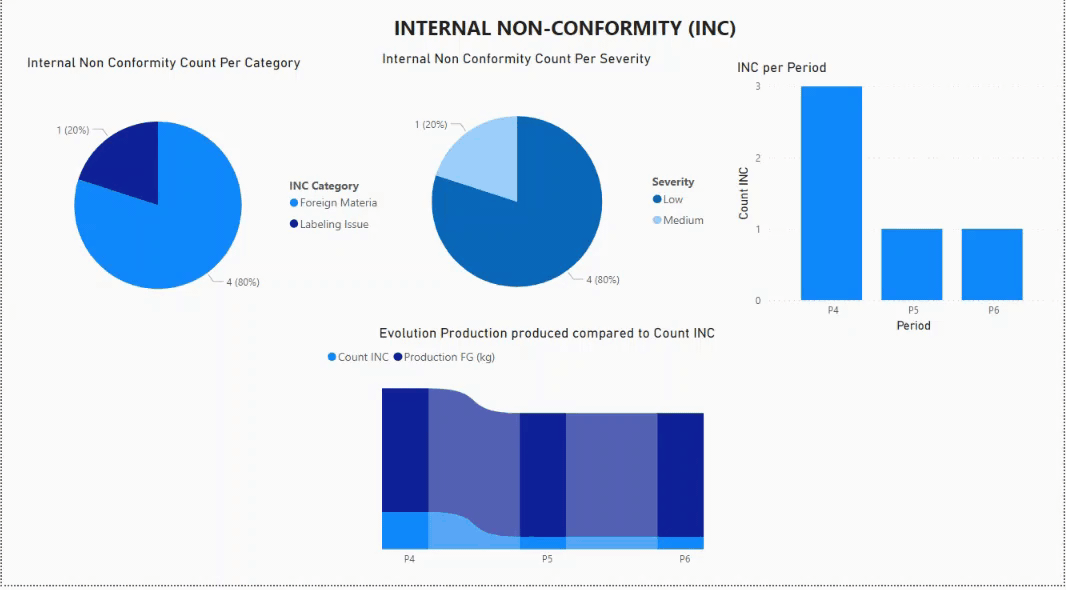 INTERNAL NON-CONFORMITY (INC)
Internal Non Conformity Count Per Category
1 (20%)
4 (80%)
INC Category
Foreign Materia
Labeling Issue
Internal Non Conformity Count Per Severity
1 (20%)
4 (80%)
Severity
Low
Medium
INC per Period
3
2
1
0
Count INC
P4 P5 P6
Period
Evolution Production produced compared to Count INC
Count INC Production FG (kg)
P4 P5 P6